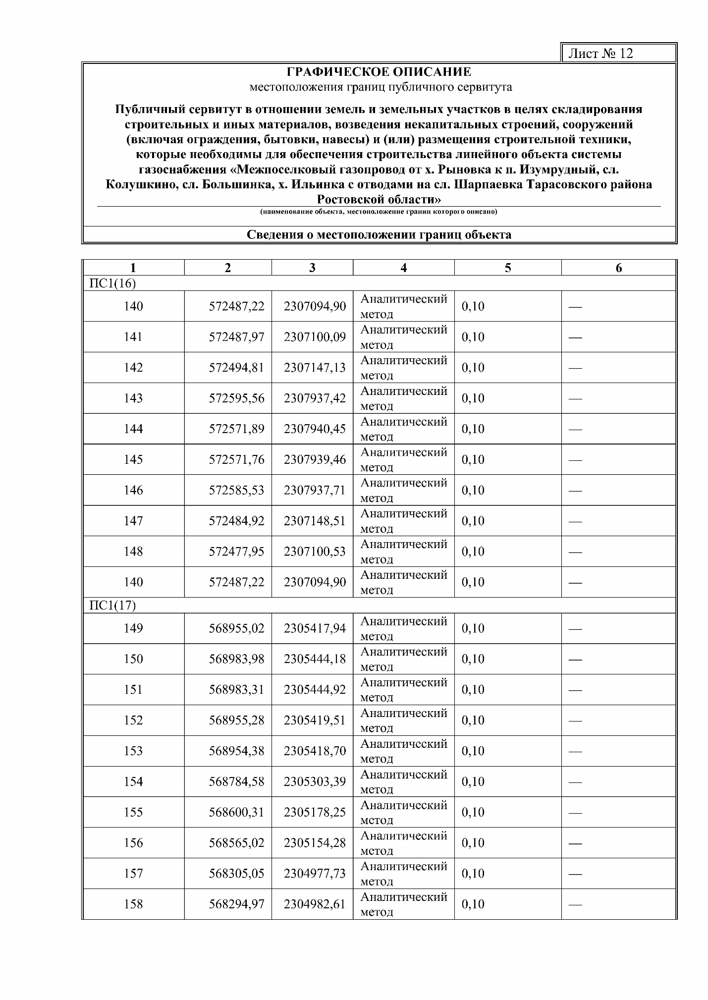 Лист № 12
ГРАФИЧЕСКОЕ ОПИСАНИЕ
местоположения границ публичного сервитута
Публичный сервитут в отношении земель и земельных участков в целях складирования
строительных и иных материалов, возведения некапитальных строений, сооружений
(включая ограждения, бытовки, навесы) и (или) размещения строительной техники,
которые необходимы для обеспечения строительства линейного объекта системы
газоснабжения «Межпоселковый газопровод от х. Рыновка к п. Изумрудный, сл.
Колушкино, сл. Большинка, х. Ильинка с отводами на сл. Шарпаевка Тарасовского района
Ростовской области»
(наименование объекта, местоположение границ которого описано)
Сведения о местоположении границ объекта
1 2 3 4 5 6
ПС1(16)
140 572487,22 2307094,90 Аналитический метод 0,10 —
141 572487,97 2307100,09 Аналитический метод 0,10 —
142 572494,81 2307147,13 Аналитический метод 0,10 —
143 572595,56 2307937,42 Аналитический метод 0,10 —
144 572571,89 2307940,45 Аналитический метод 0,10 —
145 572571,76 2307939,46 Аналитический метод 0,10 —
146 572585,53 2307937,71 Аналитический метод 0,10 —
147 572484,92 2307148,51 Аналитический метод 0,10 —
148 572477,95 2307100,53 Аналитический метод 0,10 —
140 572487,22 2307094,90 Аналитический метод 0,10 —
ПС1(17)
149 568955,02 2305417,94 Аналитический метод 0,10 —
150 568983,98 2305444,18 Аналитический метод 0,10 —
151 568983,31 2305444,92 Аналитический метод 0,10 —
152 568955,28 2305419,51 Аналитический метод 0,10 —
153 568954,38 2305418,70 Аналитический метод 0,10 —
154 568784,58 2305303,39 Аналитический метод 0,10 —
155 568600,31 2305178,25 Аналитический метод 0,10 —
156 568565,02 2305154,28 Аналитический метод 0,10 —
157 568305,05 2304977,73 Аналитический метод 0,10 —
158 568294,97 2304982,61 Аналитический метод 0,10 —